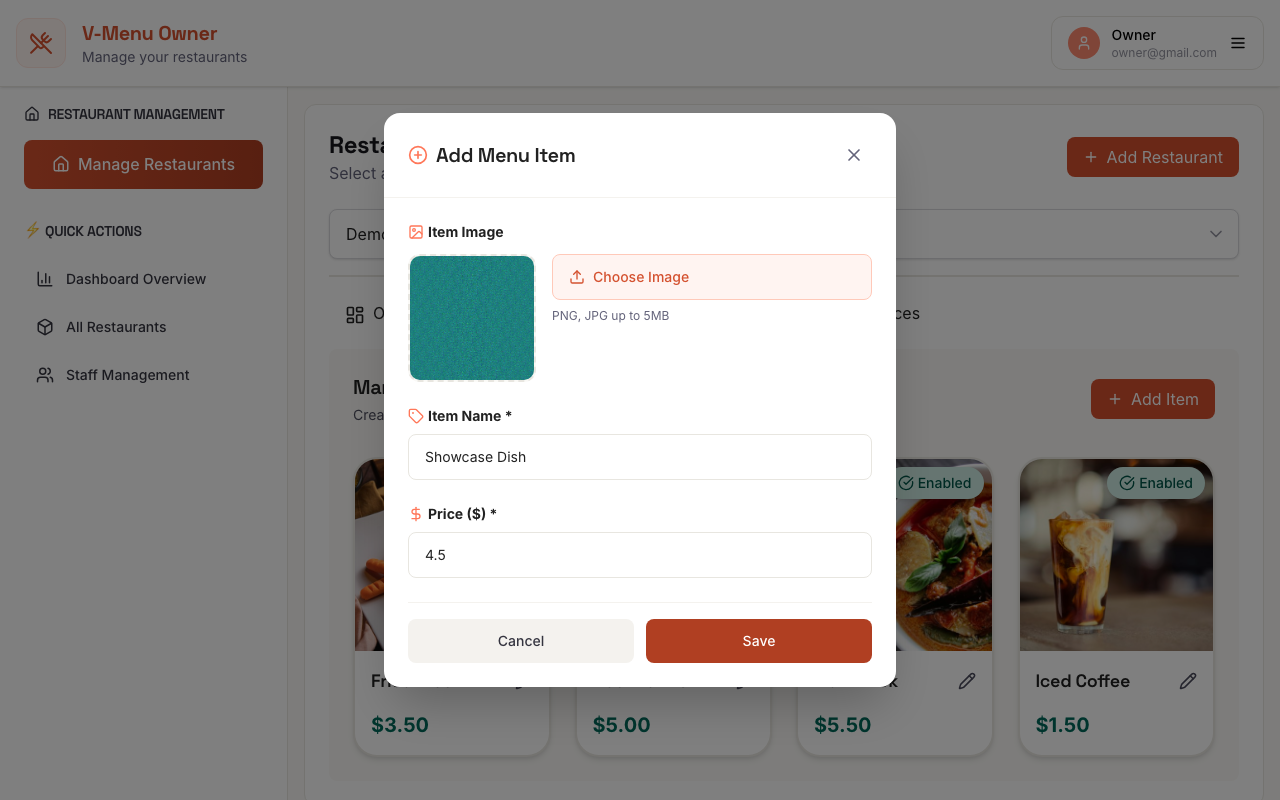 V-Menu Owner
Manage your restaurants
Owner
owner@gmail.com
RESTAURANT MANAGEMENT
Manage Restaurants
QUICK ACTIONS
Dashboard Overview
All Restaurants
Staff Management
Add Restaurant
Add Menu Item
Item Image
Choose Image
PNG, JPG up to 5MB
Item Name *
Showcase Dish
Price ($) *
4.5
Cancel
Save
Add Item
Enabled
Enabled
Iced Coffee
$3.50
$5.00
$5.50
$1.50